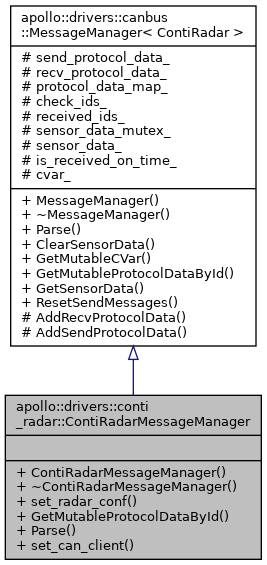 apollo::drivers::canbus
::MessageManager< ContiRadar >
# send_protocol_data_
# recv_protocol_data_
# protocol_data_map_
# check_ids_
# received_ids_
# sensor_data_mutex_
# sensor_data_
# is_received_on_time_
# cvar_
+ MessageManager()
+ ~MessageManager()
+ Parse()
+ ClearSensorData()
+ GetMutableCVar()
+ GetMutableProtocolDataById()
+ GetSensorData()
+ ResetSendMessages()
# AddRecvProtocolData()
# AddSendProtocolData()
apollo::drivers::conti
_radar::ContiRadarMessageManager
+ ContiRadarMessageManager()
+ ~ContiRadarMessageManager()
+ set_radar_conf()
+ GetMutableProtocolDataById()
+ Parse()
+ set_can_client()